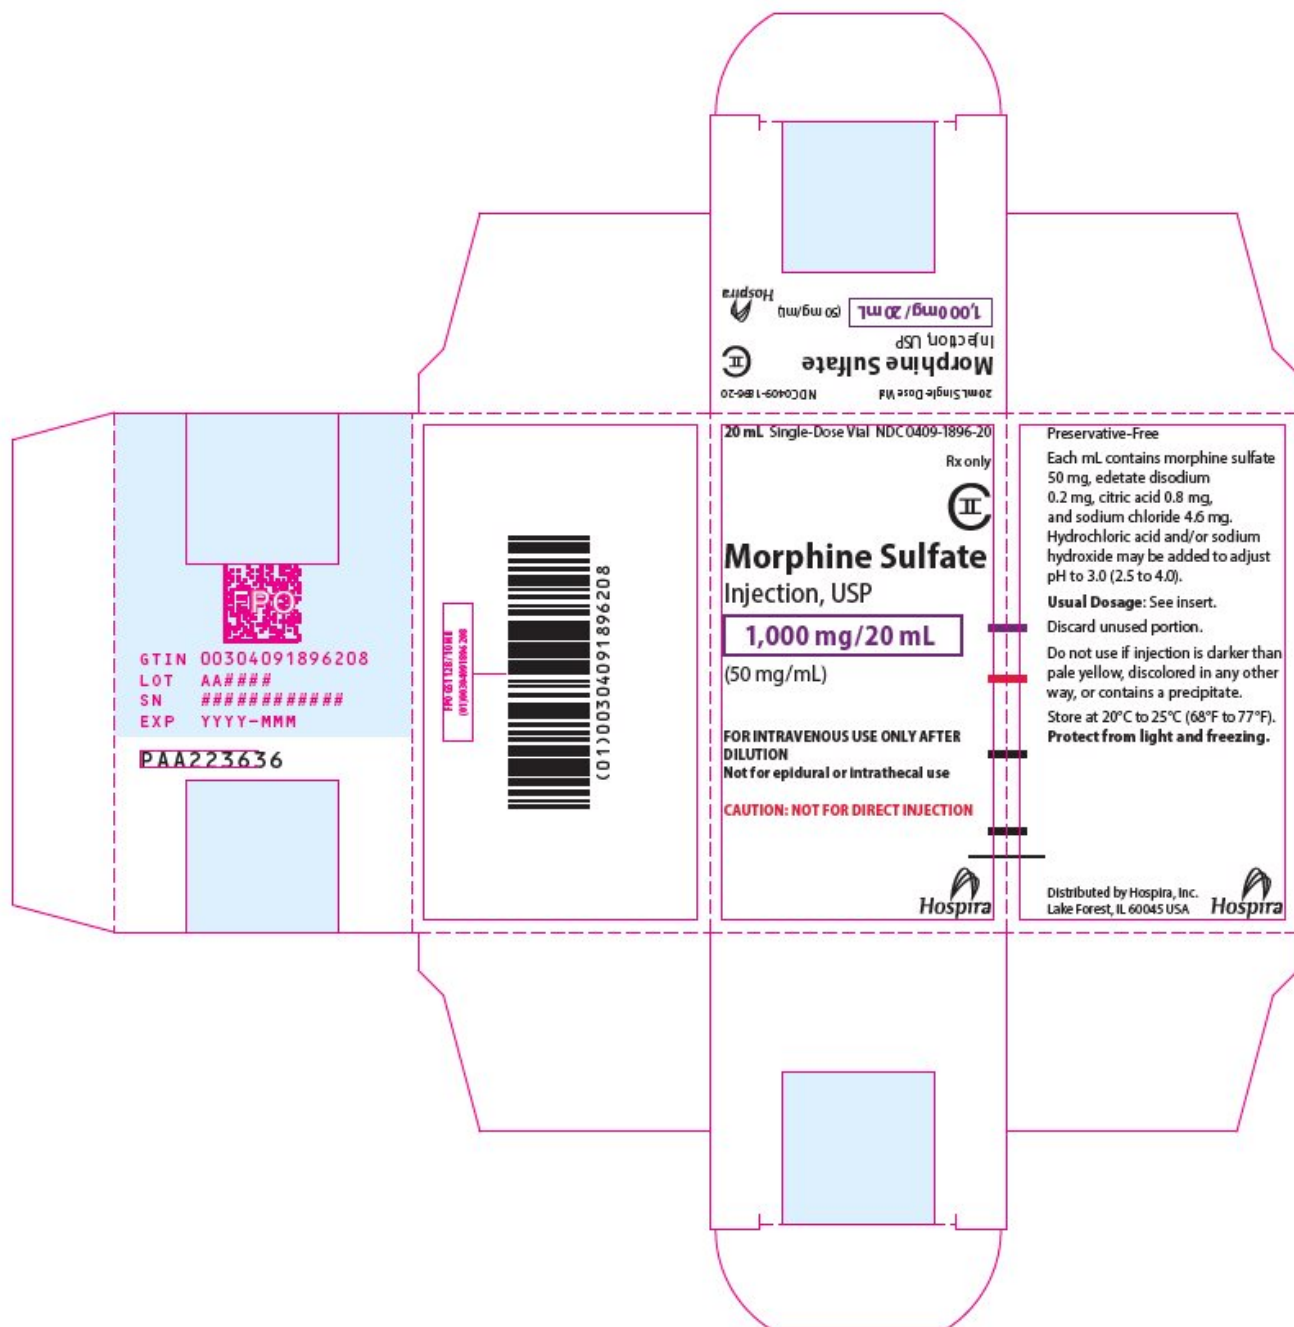 Hospira
1,000 mg/20 mL (50 mg/mL)
Injection, USP
Morphine Sulfate
CII
20 mL Single-Dose Vial NDC 0409-1896-20
FPO
GTIN 00304091896208
LOT AA####
SN ############
EXP YYYY-MMM
PAA223636
(01)00304091896208
(01)00304091896208
20 mL Single-Dose Vial NDC 0409-1896-20
Rx only
CII
Morphine Sulfate
Injection, USP
1,000 mg/20 mL
(50 mg/mL)
FOR INTRAVENOUS USE ONLY AFTER
DILUTION
Not for epidural or intrathecal use
CAUTION: NOT FOR DIRECT INJECTION
Hospira
Preservative-Free
Each mL contains morphine sulfate
50 mg, edetate disodium
0.2 mg, citric acid 0.8 mg,
and sodium chloride 4.6 mg.
Hydrochloric acid and/or sodium
hydroxide may be added to adjust
pH to 3.0 (2.5 to 4.0).
Usual Dosage: See insert.
Discard unused portion.
Do not use if injection is darker than
pale yellow, discolored in any other
way, or contains a precipitate.
Store at 20°C to 25°C (68°F to 77°F).
Protect from light and freezing.
Distributed by Hospira, Inc.
Lake Forest, IL 60045 USA
Hospira